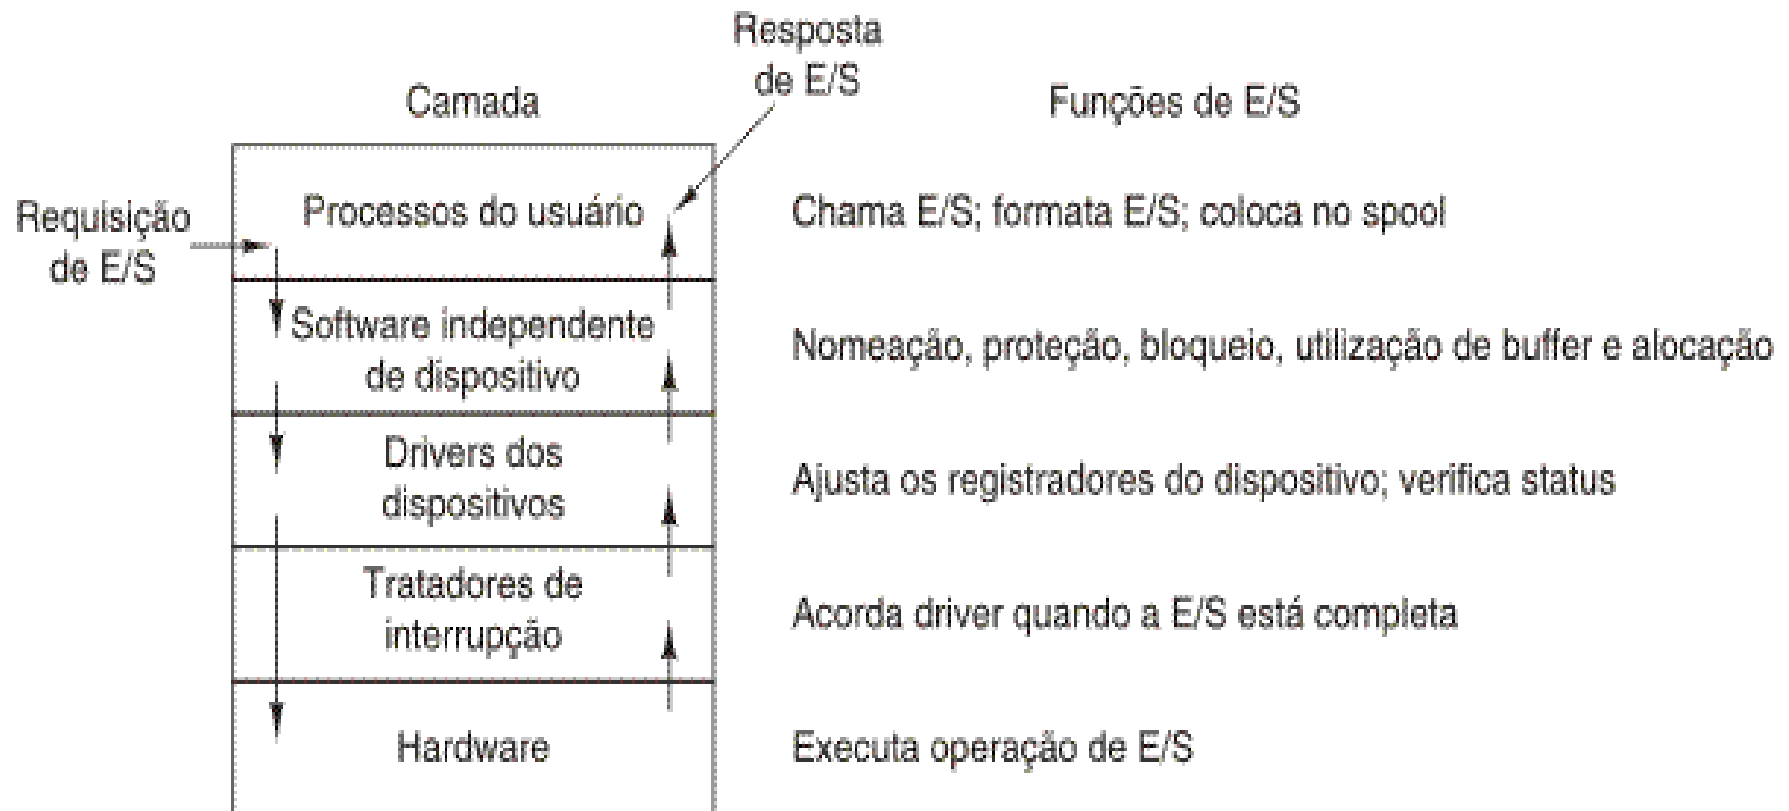 Resposta
de E/S
Camada
Funções de E/S
Requisição
de E/S
Processos do usuário
Chama E/S; formata E/S; coloca no spool
Software independente
de dispositivo
Nomeação, proteção, bloqueio, utilização de buffer e alocação
Drivers dos
dispositivos
Ajusta os registradores do dispositivo; verifica status
Tratadores de
interrupção
Acorda driver quando a E/S está completa
Hardware
Executa operação de E/S